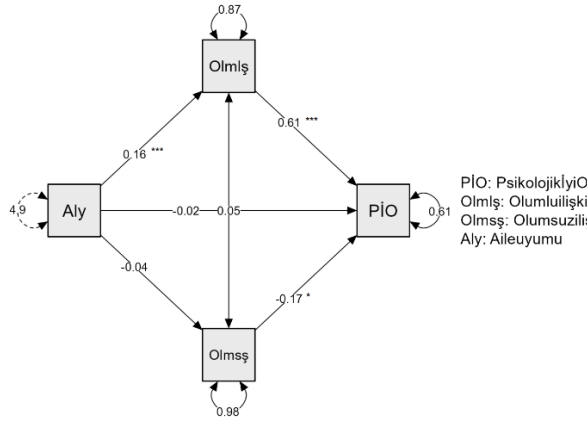 0.87
Olmlş
0.16 ***
0.61 ***
4.9
Aly
-0.02
0.05
PİO
0.61
PİO: PsikolojikİyiO
Olmlş: Olumluilişki
Olmsş: Olumsuziliş
Aly: Aileuyumu
-0.04
-0.17 *
Olmsş
0.98